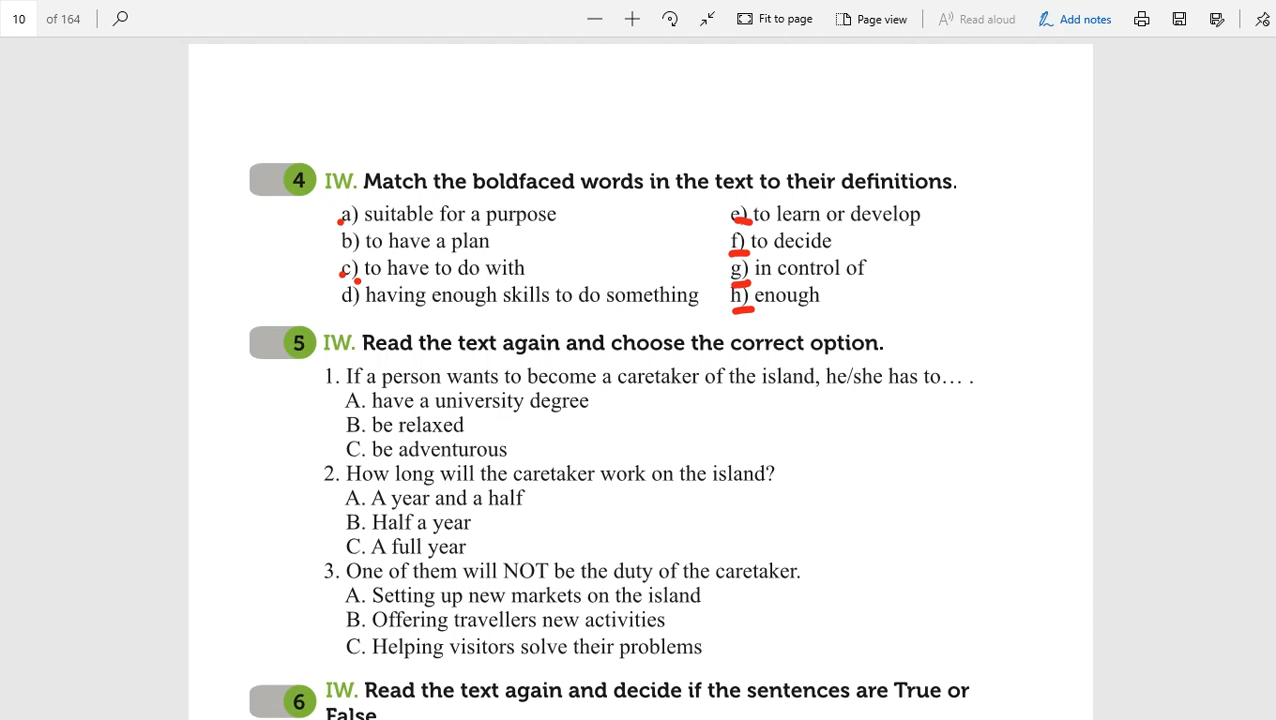 10 of 164 Fit to page Page view Read aloud Add notes
4 IW. Match the boldfaced words in the text to their definitions.
a) suitable for a purpose
b) to have a plan
c) to have to do with
d) having enough skills to do something
e) to learn or develop
f) to decide
g) in control of
h) enough
5 IW. Read the text again and choose the correct option.
1. If a person wants to become a caretaker of the island, he/she has to… .
A. have a university degree
B. be relaxed
C. be adventurous
2. How long will the caretaker work on the island?
A. A year and a half
B. Half a year
C. A full year
3. One of them will NOT be the duty of the caretaker.
A. Setting up new markets on the island
B. Offering travellers new activities
C. Helping visitors solve their problems
6 IW. Read the text again and decide if the sentences are True or
False